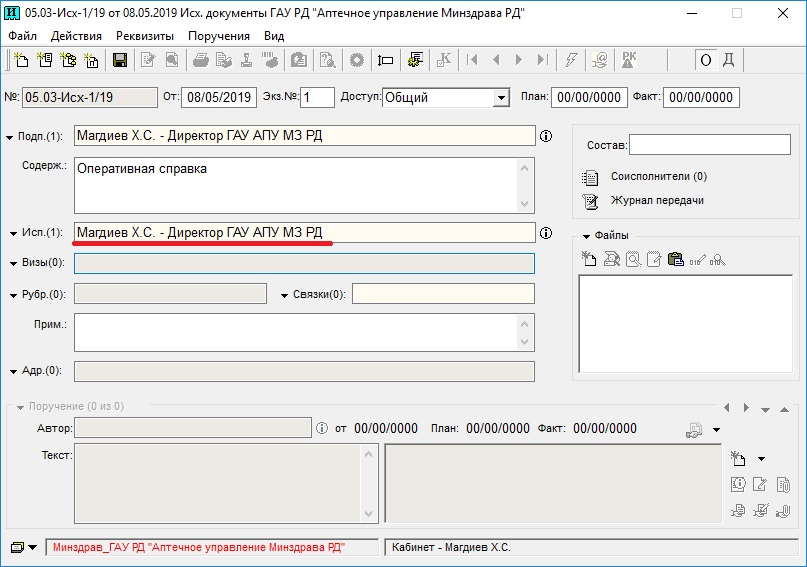 05.03-Исх-1/19 от 08.05.2019 Исх. документы ГАУ РД "Аптечное управление Минздрава РД"
Файл Действия Реквизиты Поручения Вид
РК О Д
№: 05.03-Исх-1/19 От: 08/05/2019 Экз.№: 1 Доступ: Общий План: 00/00/0000 Факт: 00/00/0000
Подп.(1): Магдиев Х.С. - Директор ГАУ АПУ МЗ РД
Содерж.: Оперативная справка
Исп.(1): Магдиев Х.С. - Директор ГАУ АПУ МЗ РД
Визы(0):
Рубр.(0): Связки(0):
Прим.:
Адр.(0):
Состав:
Соисполнители (0)
Журнал передачи
Файлы
Поручение (0 из 0)
Автор: от 00/00/0000 План: 00/00/0000 Факт: 00/00/0000
Текст:
Минздрав_ГАУ РД "Аптечное управление Минздрава РД" Кабинет - Магдиев Х.С.